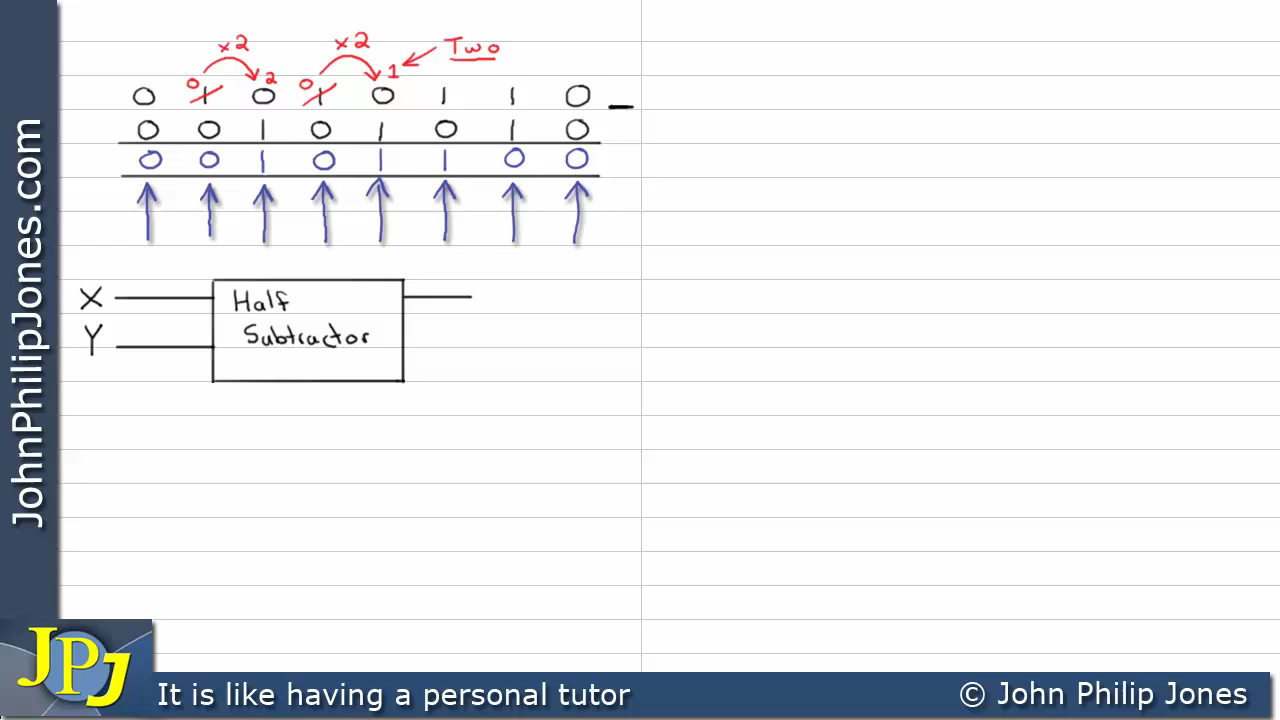 x2 x2 Two
0 2 0 1
0 1 0 1 0 1 1 0 –
0 0 1 0 1 0 1 0
0 0 1 0 1 1 0 0
X Half
Y Subtractor
JohnPhilipJones.com
JPJ It is like having a personal tutor © John Philip Jones